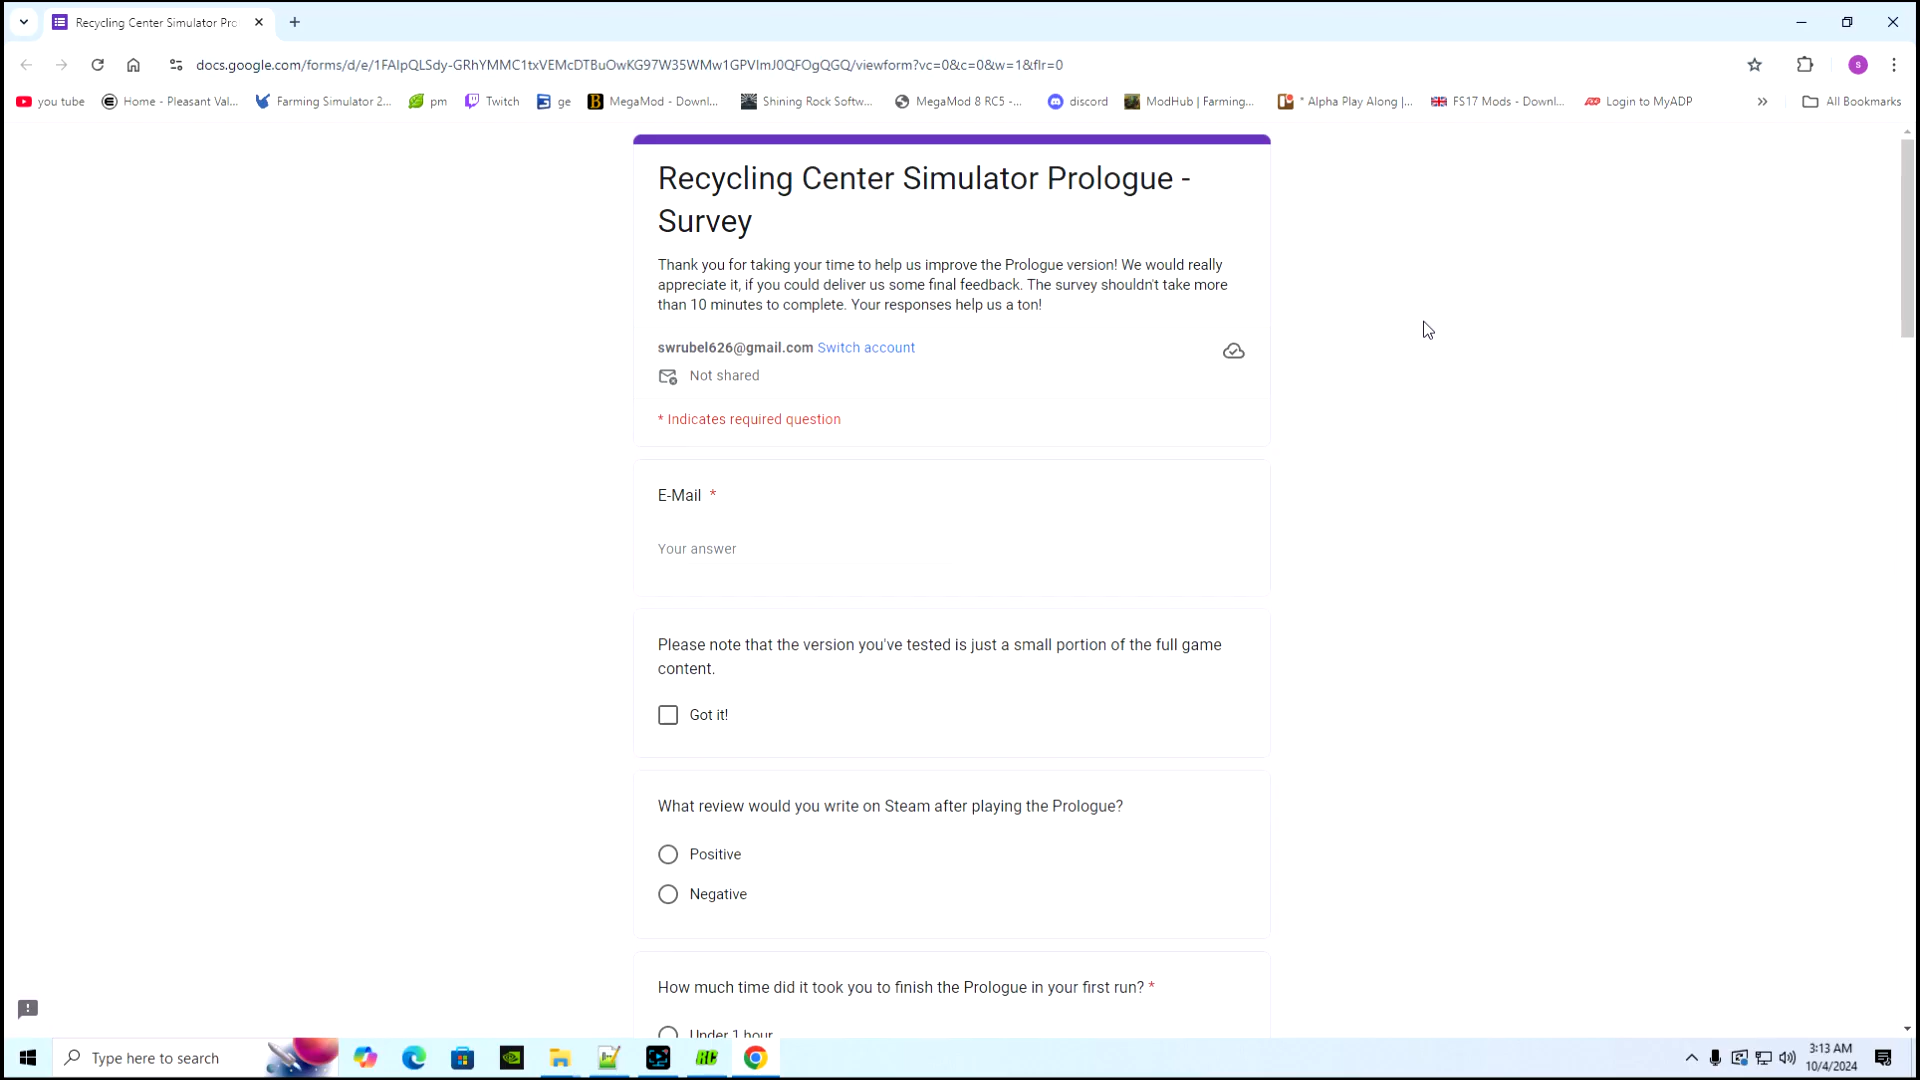 Recycling Center Simulator Pro
docs.google.com/forms/d/e/1FAIpQLSdy-GRhYMMC1txVEMcDTBuOwKG97W35WMw1GPVImJ0QFOgQGQ/viewform?vc=0&c=0&w=1&flr=0
S
you tube
Home - Pleasant Val...
Farming Simulator 2...
pm
Twitch
ge
MegaMod - Downl...
Shining Rock Softw...
MegaMod 8 RC5 -...
discord
ModHub | Farming...
* Alpha Play Along |...
FS17 Mods - Downl...
Login to MyADP
All Bookmarks
Recycling Center Simulator Prologue -
Survey
Thank you for taking your time to help us improve the Prologue version! We would really
appreciate it, if you could deliver us some final feedback. The survey shouldn't take more
than 10 minutes to complete. Your responses help us a ton!
swrubel626@gmail.com Switch account
Not shared
* Indicates required question
E-Mail *
Your answer
Please note that the version you've tested is just a small portion of the full game
content.
Got it!
What review would you write on Steam after playing the Prologue?
Positive
Negative
How much time did it took you to finish the Prologue in your first run? *
Under 1 hour
Type here to search
3:13 AM
10/4/2024